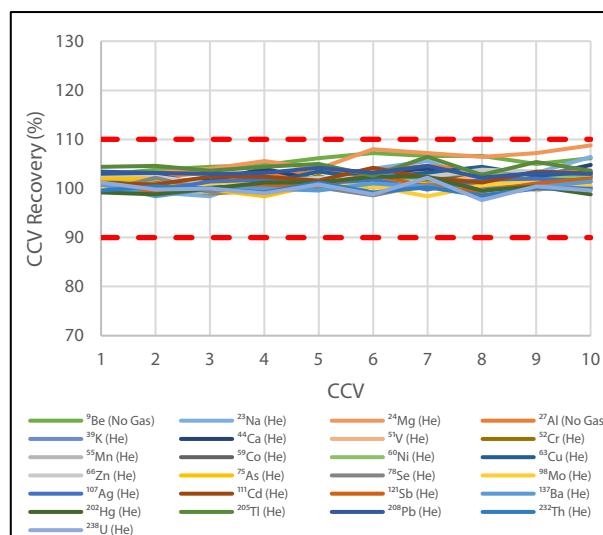 130
120
110
100
90
80
70
CCV Recovery (%)
1 2 3 4 5 6 7 8 9 10
CCV
⁹Be (No Gas) ²³Na (He) ²⁴Mg (He) ²⁷Al (No Gas)
³⁹K (He) ⁴⁴Ca (He) ⁵¹V (He) ⁵²Cr (He)
⁵⁵Mn (He) ⁵⁹Co (He) ⁶⁰Ni (He) ⁶³Cu (He)
⁶⁶Zn (He) ⁷⁵As (He) ⁷⁸Se (He) ⁹⁸Mo (He)
¹⁰⁷Ag (He) ¹¹¹Cd (He) ¹²¹Sb (He) ¹³⁷Ba (He)
²⁰²Hg (He) ²⁰⁵Tl (He) ²⁰⁸Pb (He) ²³²Th (He)
²³⁸U (He)